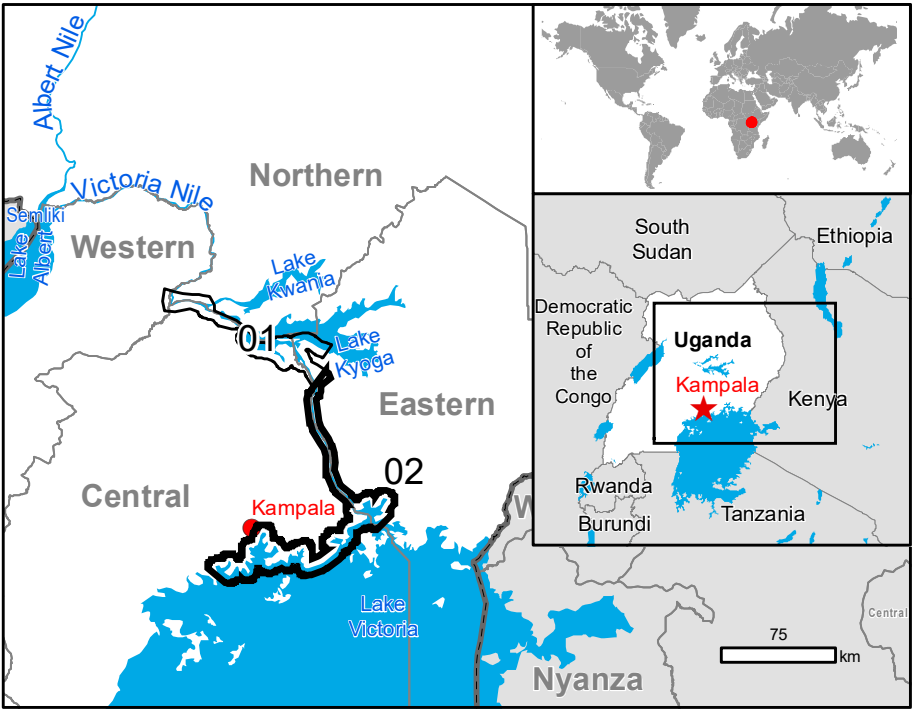 Albert Nile
Victoria Nile
Northern
Semliki
Lake
Albert
Western
Lake
Kwania
01
Lake
Kyoga
Eastern
02
Central
Kampala
Lake
Victoria
W
Nyanza
Central
75
km
South
Sudan
Ethiopia
Democratic
Republic
of
the
Congo
Uganda
Kampala
Kenya
Rwanda
Burundi
Tanzania